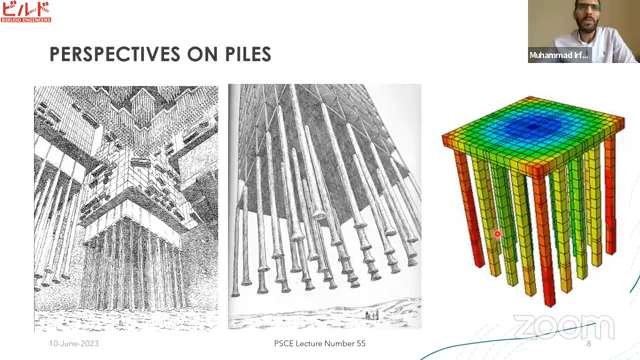 ビルド
BIRUDO ENGINEERS
Muhammad Irf...
PERSPECTIVES ON PILES
10-June-2023
PSCE Lecture Number 55
8
zoom